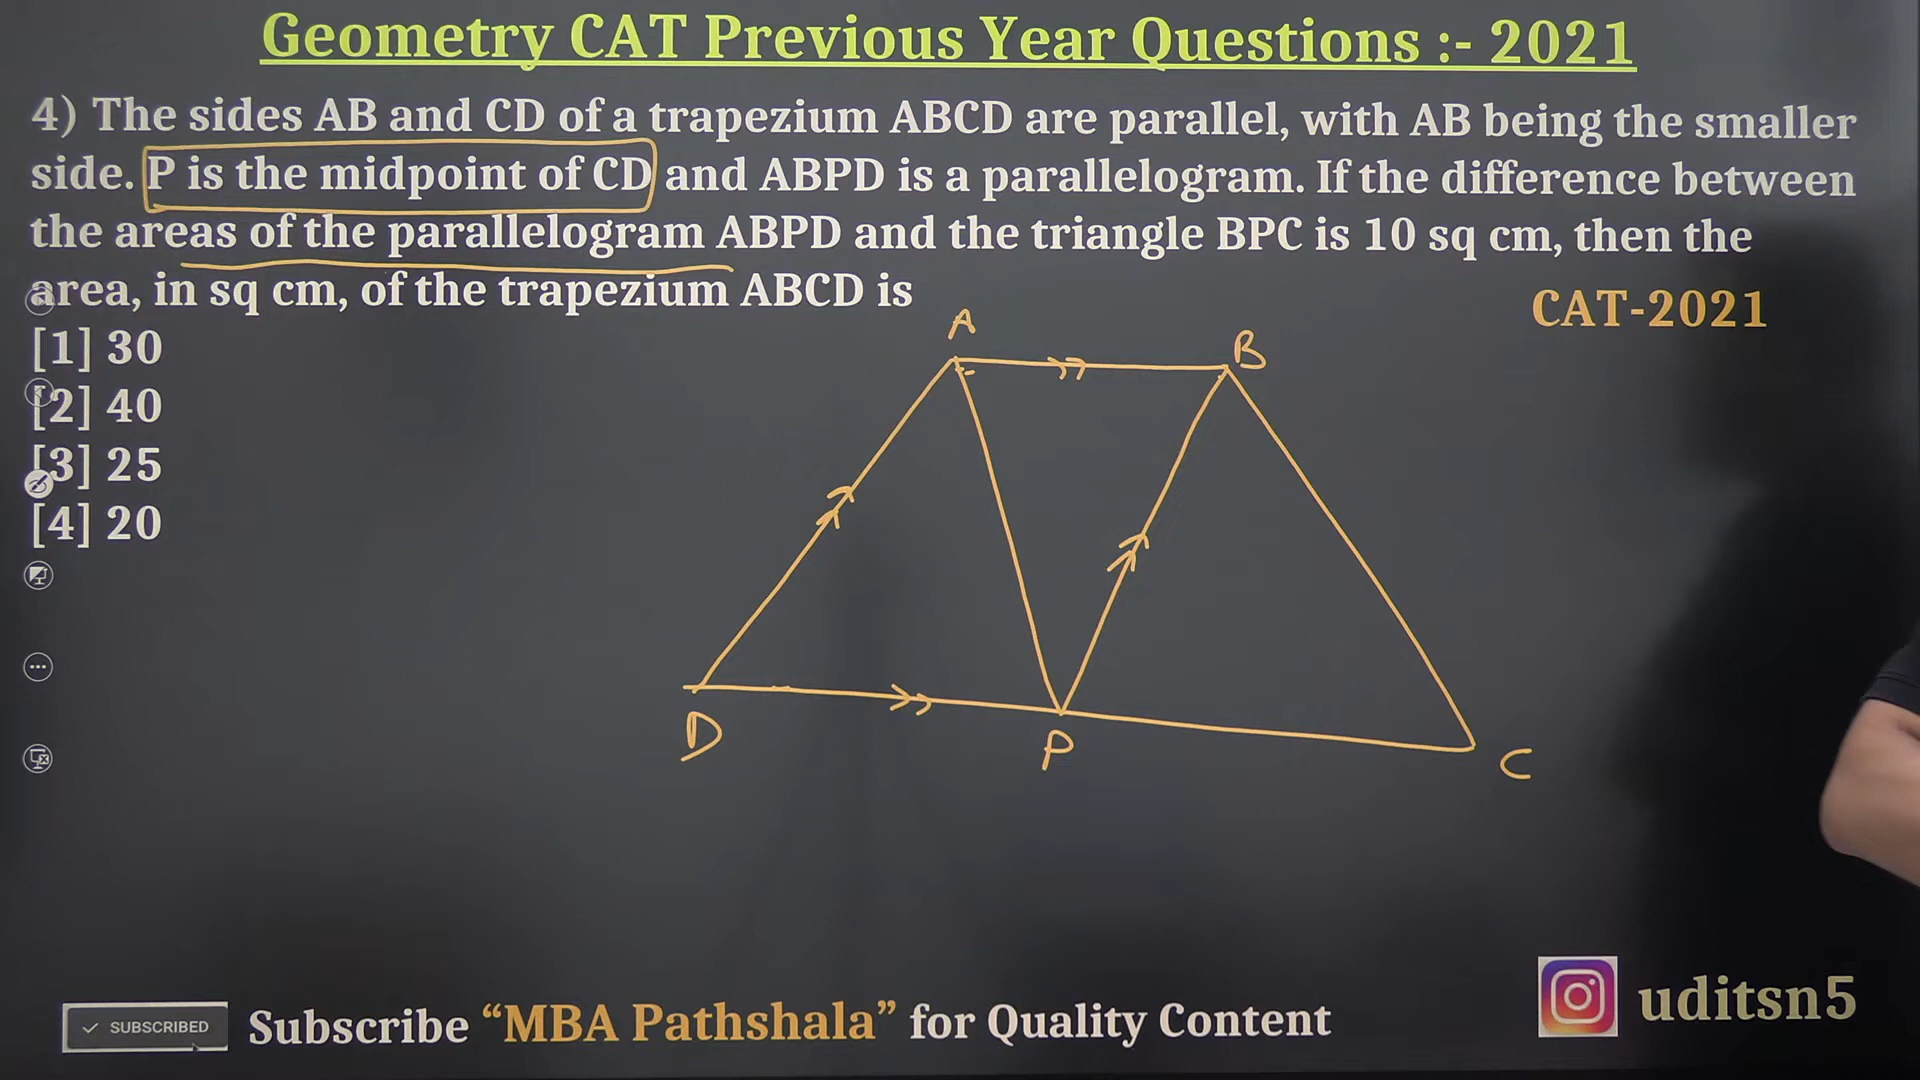 Geometry CAT Previous Year Questions :- 2021
4) The sides AB and CD of a trapezium ABCD are parallel, with AB being the smaller
side. P is the midpoint of CD and ABPD is a parallelogram. If the difference between
the areas of the parallelogram ABPD and the triangle BPC is 10 sq cm, then the
area, in sq cm, of the trapezium ABCD is
CAT-2021
[1] 30
[2] 40
[3] 25
[4] 20
A
B
D
P
C
SUBSCRIBED
Subscribe “MBA Pathshala” for Quality Content
uditsn5